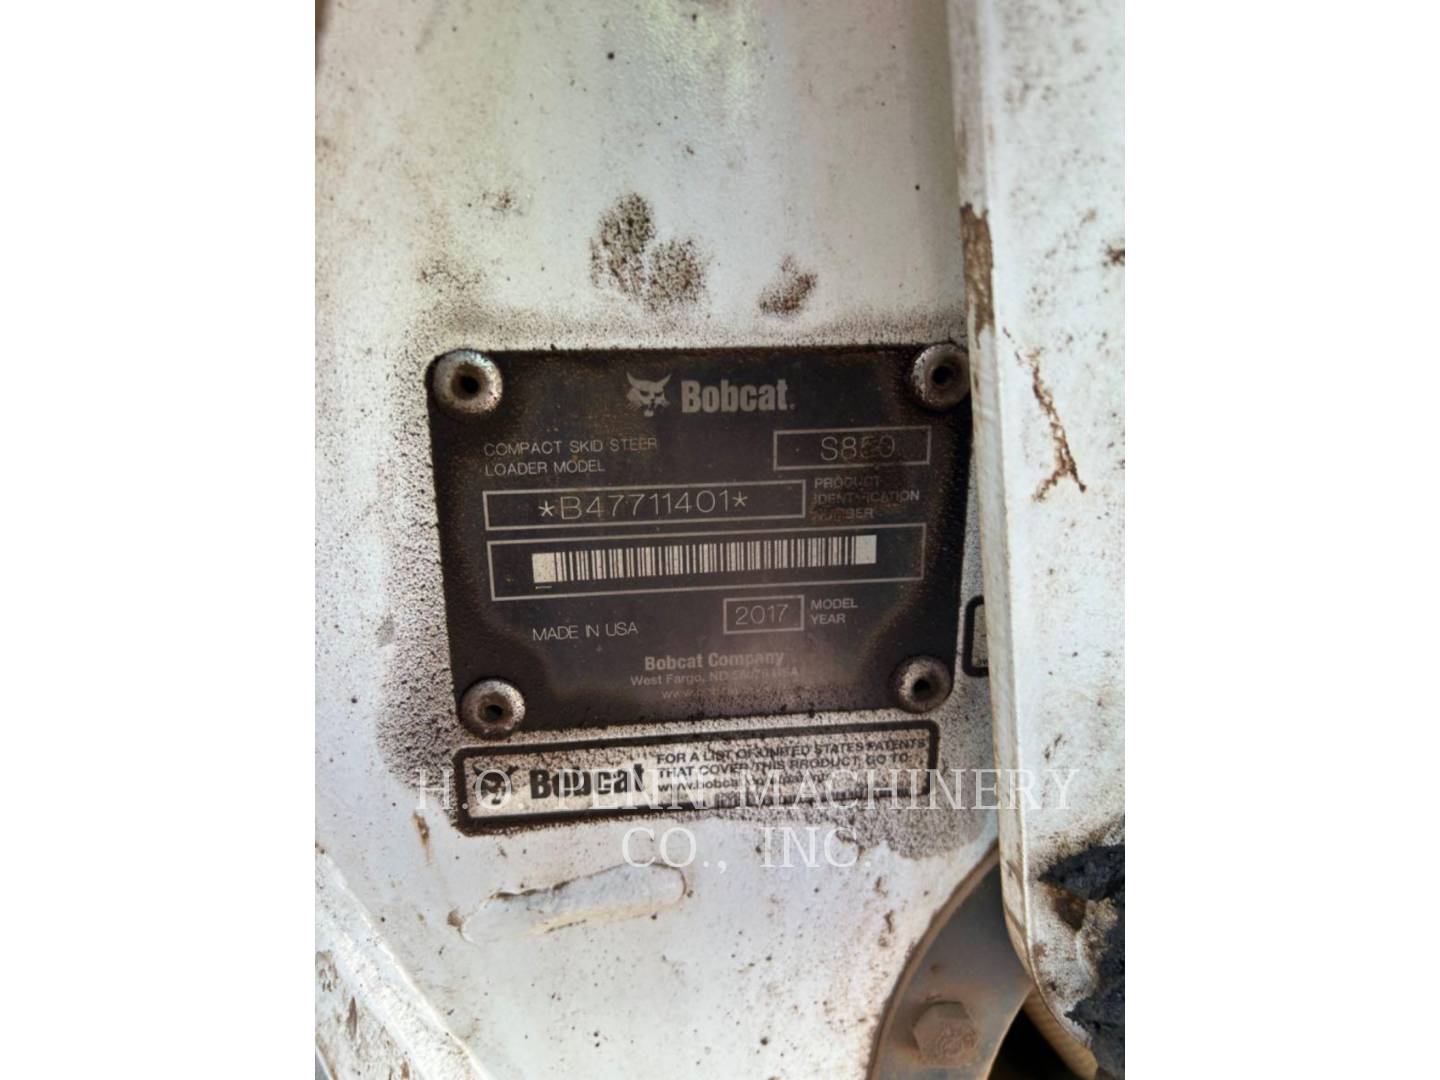 Bobcat.
COMPACT SKID STEER
LOADER MODEL
S850
*B47711401*
PRODUCT
IDENTIFICATION
NUMBER
2017
MODEL
YEAR
MADE IN USA
Bobcat Company
West Fargo, ND 58078 USA
Bobcat
FOR A LIST OF UNITED STATES PATENTS
THAT COVER THIS PRODUCT, GO TO:
H.O. PENN MACHINERY
CO., INC.